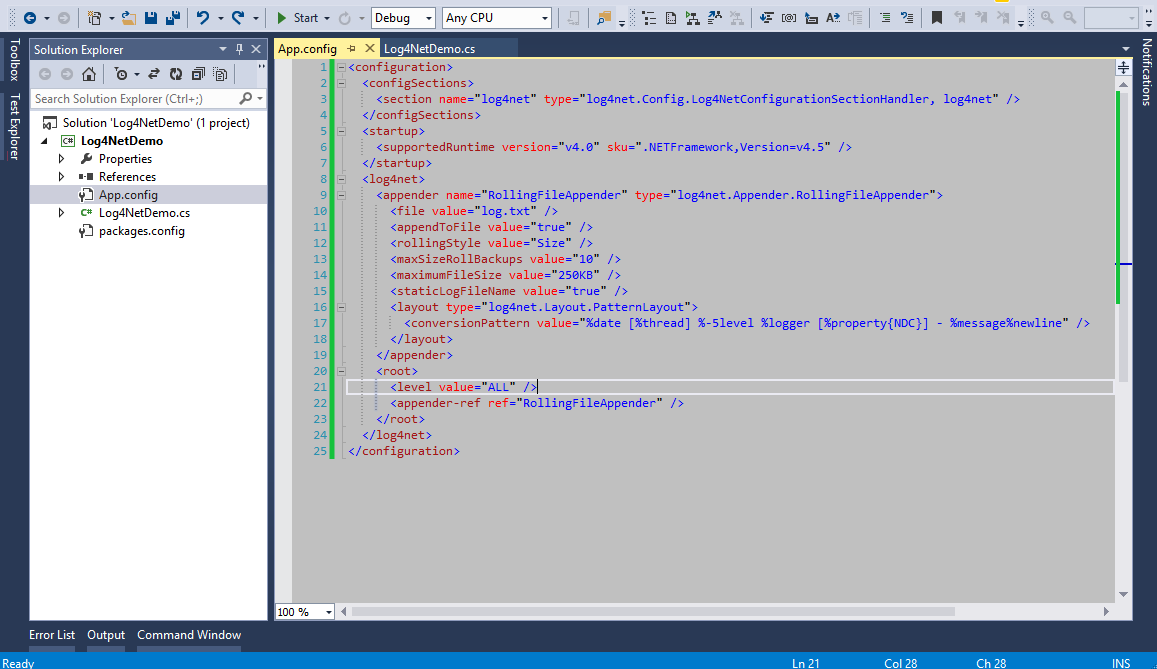 Start
Debug
Any CPU
Toolbox
Test Explorer
Solution Explorer
Search Solution Explorer (Ctrl+;)
Solution 'Log4NetDemo' (1 project)
C# Log4NetDemo
Properties
References
App.config
C# Log4NetDemo.cs
packages.config
App.config
Log4NetDemo.cs
1 <configuration>
2 <configSections>
3 <section name="log4net" type="log4net.Config.Log4NetConfigurationSectionHandler, log4net" />
4 </configSections>
5 <startup>
6 <supportedRuntime version="v4.0" sku=".NETFramework,Version=v4.5" />
7 </startup>
8 <log4net>
9 <appender name="RollingFileAppender" type="log4net.Appender.RollingFileAppender">
10 <file value="log.txt" />
11 <appendToFile value="true" />
12 <rollingStyle value="Size" />
13 <maxSizeRollBackups value="10" />
14 <maximumFileSize value="250KB" />
15 <staticLogFileName value="true" />
16 <layout type="log4net.Layout.PatternLayout">
17 <conversionPattern value="%date [%thread] %-5level %logger [%property{NDC}] - %message%newline" />
18 </layout>
19 </appender>
20 <root>
21 <level value="ALL" />
22 <appender-ref ref="RollingFileAppender" />
23 </root>
24 </log4net>
25 </configuration>
100 %
Notifications
Error List Output Command Window
Ready Ln 21 Col 28 Ch 28 INS